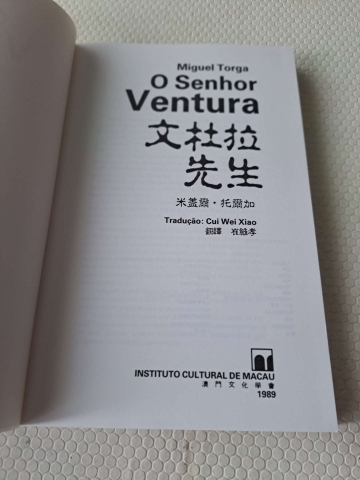 Miguel Torga
O Senhor
Ventura
文杜拉
先生
米蓋爾·托爾加
Tradução: Cui Wei Xiao
翻譯 崔維孝
INSTITUTO CULTURAL DE MACAU
澳門文化學會
1989